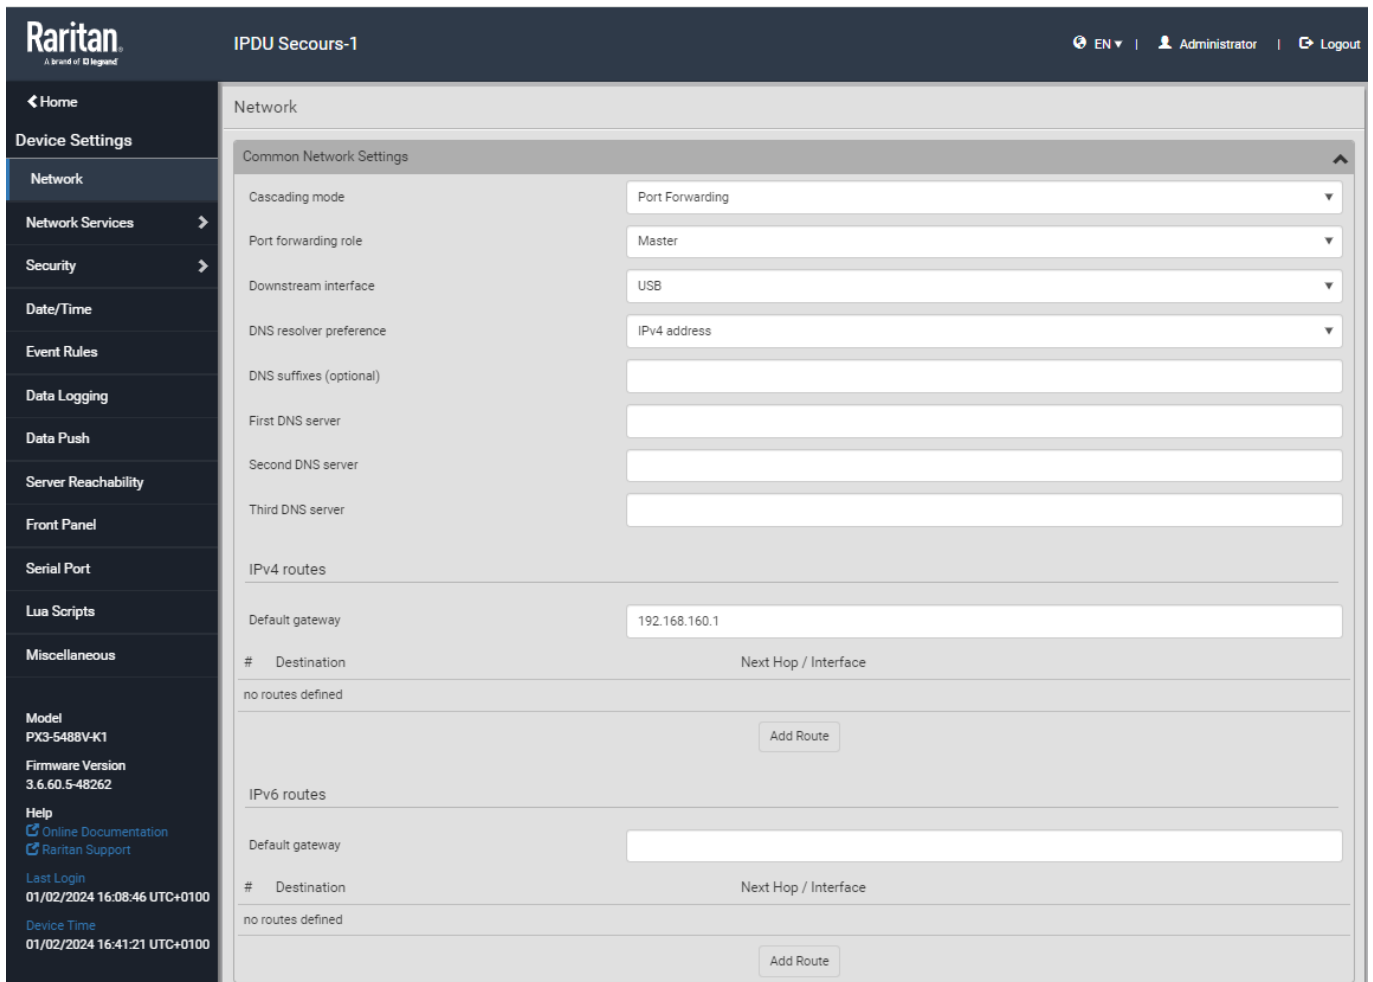 Raritan.
A brand of legrand
IPDU Secours-1
EN ▾ | Administrator | Logout
Home
Device Settings
Network
Network Services
Security
Date/Time
Event Rules
Data Logging
Data Push
Server Reachability
Front Panel
Serial Port
Lua Scripts
Miscellaneous
Model
PX3-5488V-K1
Firmware Version
3.6.60.5-48262
Help
Online Documentation
Raritan Support
Last Login
01/02/2024 16:08:46 UTC+0100
Device Time
01/02/2024 16:41:21 UTC+0100
Network
Common Network Settings
Cascading mode Port Forwarding
Port forwarding role Master
Downstream interface USB
DNS resolver preference IPv4 address
DNS suffixes (optional)
First DNS server
Second DNS server
Third DNS server
IPv4 routes
Default gateway 192.168.160.1
# Destination Next Hop / Interface
no routes defined
Add Route
IPv6 routes
Default gateway
# Destination Next Hop / Interface
no routes defined
Add Route